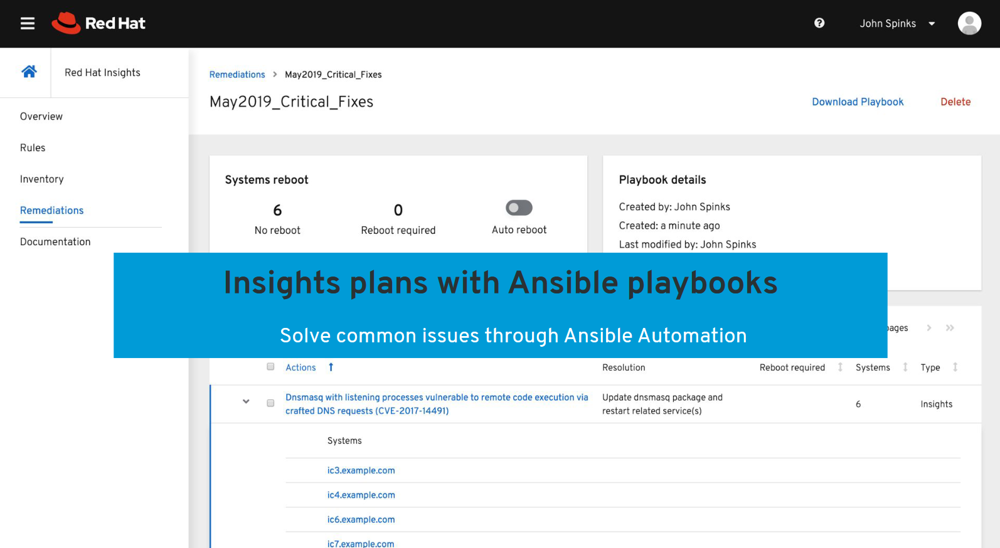 Red Hat
John Spinks
Red Hat Insights
Overview
Rules
Inventory
Remediations
Documentation
Remediations > May2019_Critical_Fixes
May2019_Critical_Fixes
Download Playbook
Delete
Systems reboot
6
No reboot
0
Reboot required
Auto reboot
Playbook details
Created by: John Spinks
Created: a minute ago
Last modified by: John Spinks
Insights plans with Ansible playbooks
Solve common issues through Ansible Automation
Actions Resolution Reboot required Systems Type
Dnsmasq with listening processes vulnerable to remote code execution via
crafted DNS requests (CVE-2017-14491)
Update dnsmasq package and
restart related service(s)
6
Insights
Systems
ic3.example.com
ic4.example.com
ic6.example.com
ic7.example.com